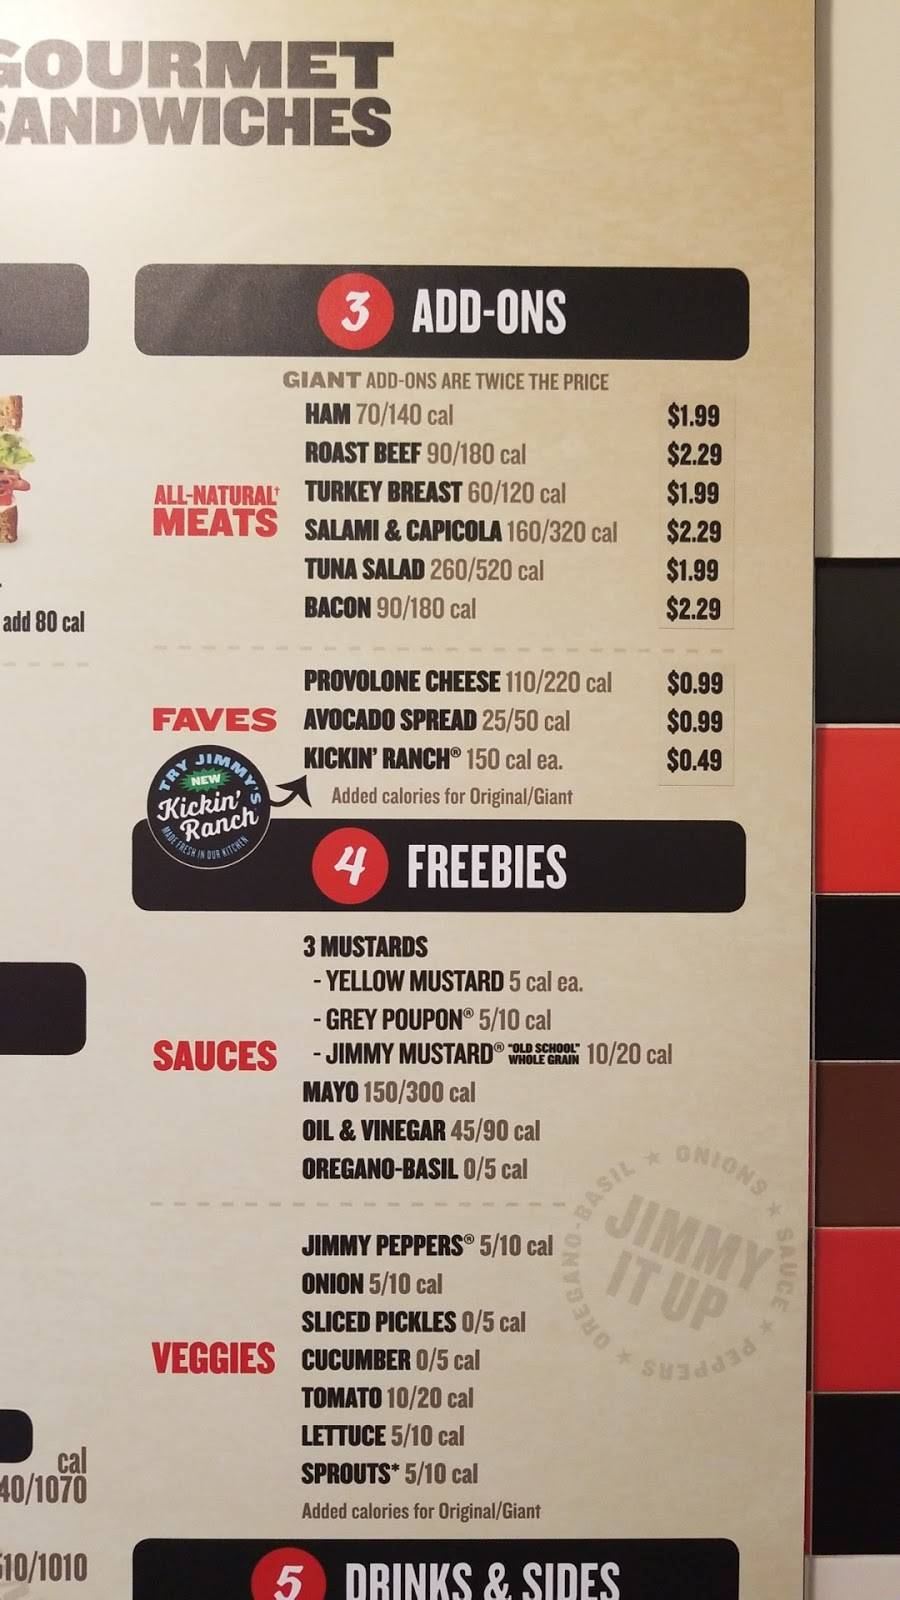 GOURMET
SANDWICHES
add 80 cal
cal
40/1070
510/1010
3 ADD-ONS
GIANT ADD-ONS ARE TWICE THE PRICE
ALL-NATURAL†
MEATS
HAM 70/140 cal $1.99
ROAST BEEF 90/180 cal $2.29
TURKEY BREAST 60/120 cal $1.99
SALAMI & CAPICOLA 160/320 cal $2.29
TUNA SALAD 260/520 cal $1.99
BACON 90/180 cal $2.29
FAVES
PROVOLONE CHEESE 110/220 cal $0.99
AVOCADO SPREAD 25/50 cal $0.99
KICKIN' RANCH® 150 cal ea. $0.49
Added calories for Original/Giant
TRY JIMMY'S
NEW
Kickin'
Ranch
MADE FRESH IN OUR KITCHEN
4 FREEBIES
SAUCES
3 MUSTARDS
- YELLOW MUSTARD 5 cal ea.
- GREY POUPON® 5/10 cal
- JIMMY MUSTARD® "OLD SCHOOL" WHOLE GRAIN 10/20 cal
MAYO 150/300 cal
OIL & VINEGAR 45/90 cal
OREGANO-BASIL 0/5 cal
VEGGIES
JIMMY PEPPERS® 5/10 cal
ONION 5/10 cal
SLICED PICKLES 0/5 cal
CUCUMBER 0/5 cal
TOMATO 10/20 cal
LETTUCE 5/10 cal
SPROUTS* 5/10 cal
Added calories for Original/Giant
JIMMY
IT UP
OREGANO-BASIL ★ ONIONS ★ SAUCE ★ PEPPERS ★
5 DRINKS & SIDES